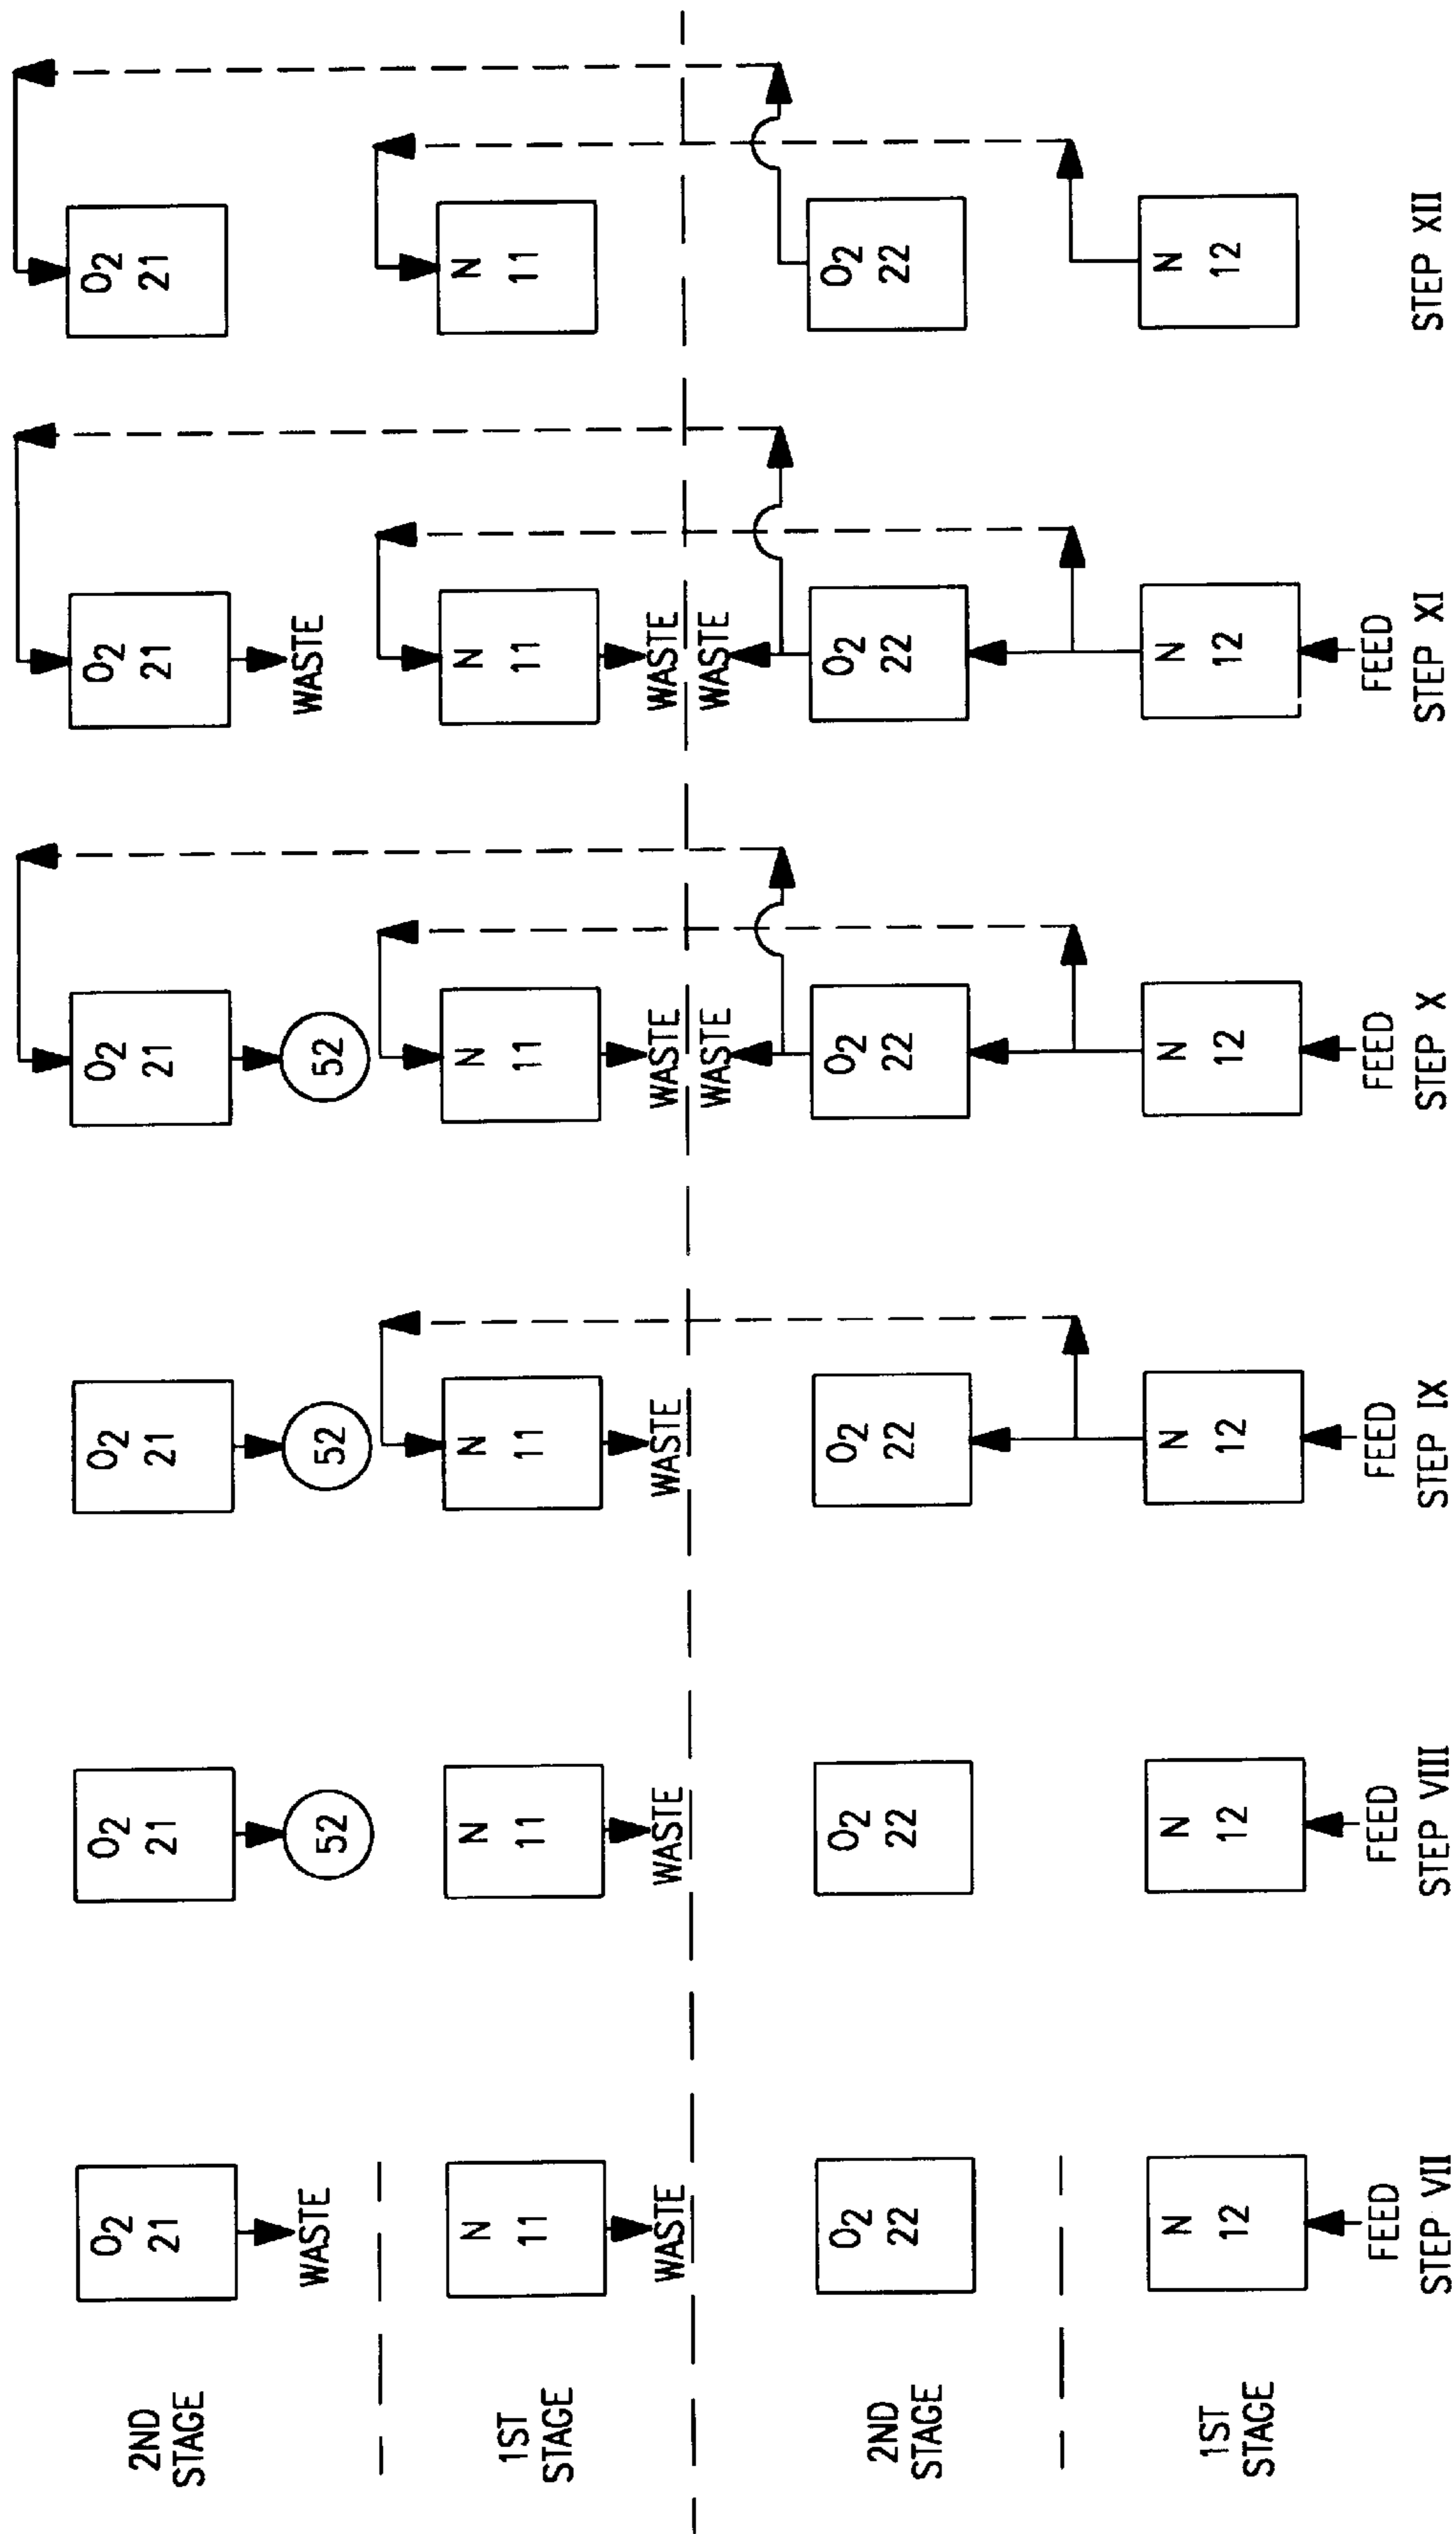 2ND
STAGE
O2
21
O2
21
O2
21
O2
21
O2
21
O2
21
WASTE
52
52
52
WASTE
1ST
STAGE
N
11
N
11
N
11
N
11
N
11
N
11
WASTE
WASTE
WASTE
WASTE
WASTE
WASTE
WASTE
2ND
STAGE
O2
22
O2
22
O2
22
O2
22
O2
22
O2
22
1ST
STAGE
N
12
N
12
N
12
N
12
N
12
N
12
FEED
FEED
FEED
FEED
FEED
STEP VII
STEP VIII
STEP IX
STEP X
STEP XI
STEP XII